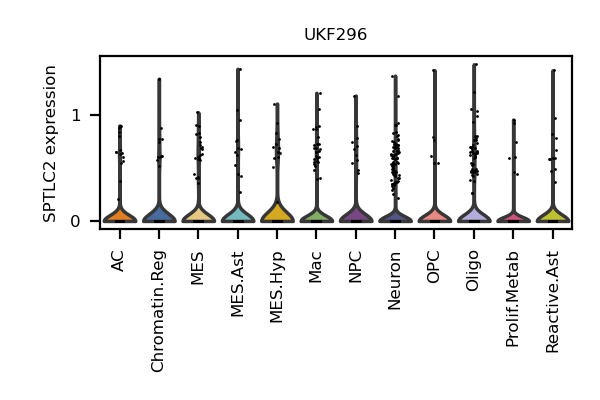 UKF296
SPTLC2 expression
1
0
AC
Chromatin.Reg
MES
MES.Ast
MES.Hyp
Mac
NPC
Neuron
OPC
Oligo
Prolif.Metab
Reactive.Ast